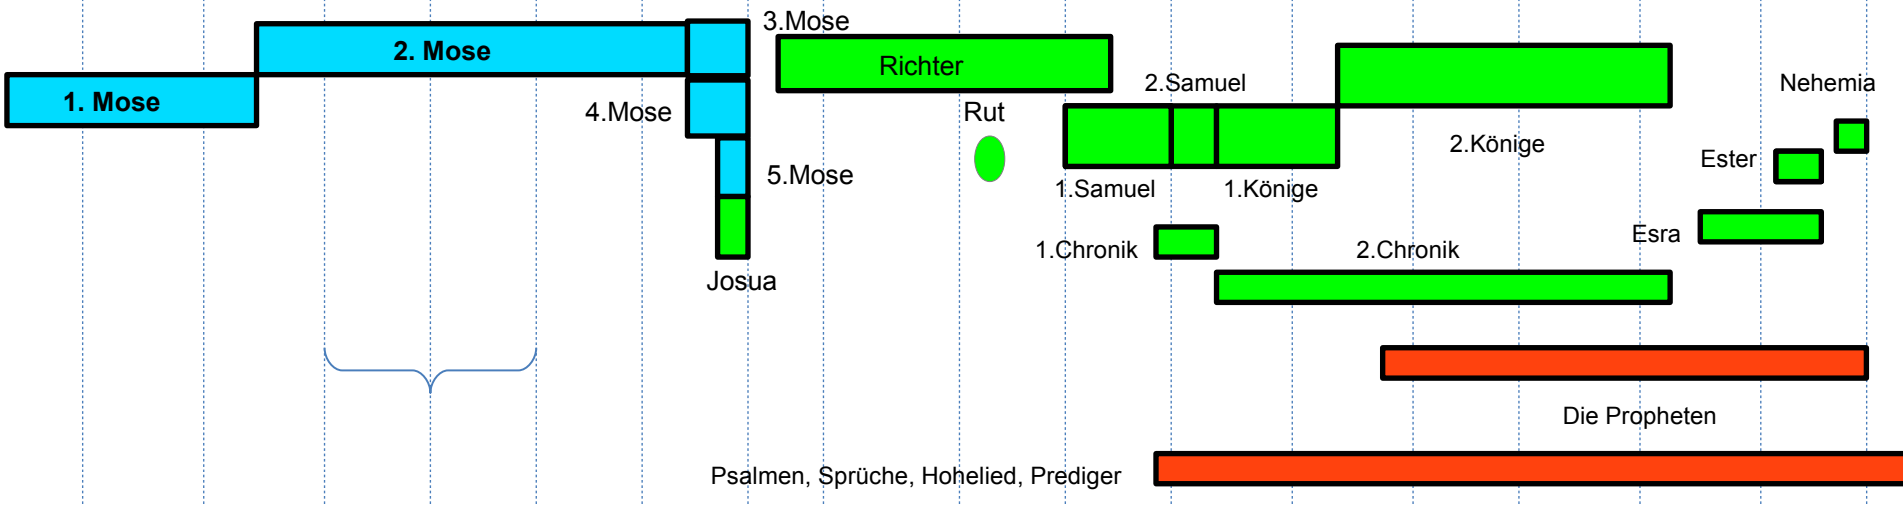 3.Mose
2. Mose
Richter
2.Samuel
Nehemia
1. Mose
4.Mose
Rut
2.Könige
Ester
5.Mose
1.Samuel
1.Könige
Esra
1.Chronik
2.Chronik
Josua
Die Propheten
Psalmen, Sprüche, Hohelied, Prediger